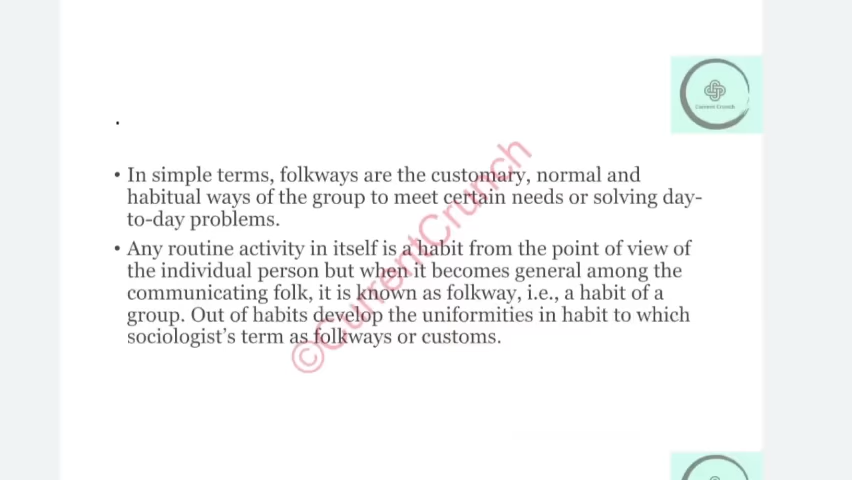 Current Crunch
.
• In simple terms, folkways are the customary, normal and
habitual ways of the group to meet certain needs or solving day-
to-day problems.
• Any routine activity in itself is a habit from the point of view of
the individual person but when it becomes general among the
communicating folk, it is known as folkway, i.e., a habit of a
group. Out of habits develop the uniformities in habit to which
sociologist's term as folkways or customs.
©CurrentCrunch